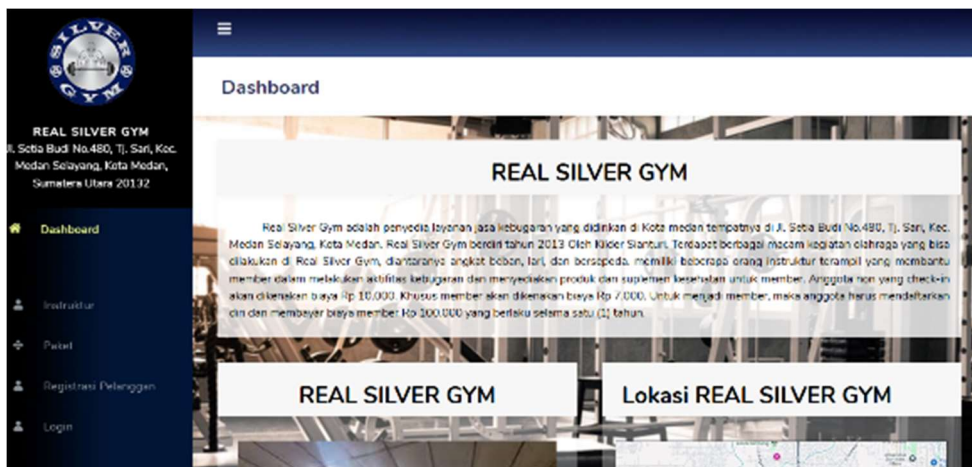 SILVER
GYM
REAL SILVER GYM
Jl. Setia Budi No.480, Tj. Sari, Kec.
Medan Selayang, Kota Medan,
Sumatera Utara 20132
Dashboard
Instruktur
Paket
Registrasi Pelanggan
Login
Dashboard
REAL SILVER GYM
Real Silver Gym adalah penyedia layanan jasa kebugaran yang didirikan di Kota medan tempatnya di Jl. Setia Budi No.480, Tj. Sari, Kec.
Medan Selayang, Kota Medan. Real Silver Gym berdiri tahun 2013 Oleh Sianturi. Terdapat berbagai macam kegiatan olahraga yang bisa
dilakukan di Real Silver Gym, diantaranya angkat beban, lari, dan bersepeda. memiliki beberapa orang instruktur terampil yang membantu
member dalam melakukan aktifitas kebugaran dan menyediakan produk dan suplemen kesehatan untuk member. Anggota non yang check-in
akan dikenakan biaya Rp 10.000. Khusus member akan dikenakan biaya Rp 7.000. Untuk menjadi member, maka anggota harus mendaftarkan
diri dan membayar biaya member Rp 100.000 yang berlaku selama satu (1) tahun.
REAL SILVER GYM
Lokasi REAL SILVER GYM